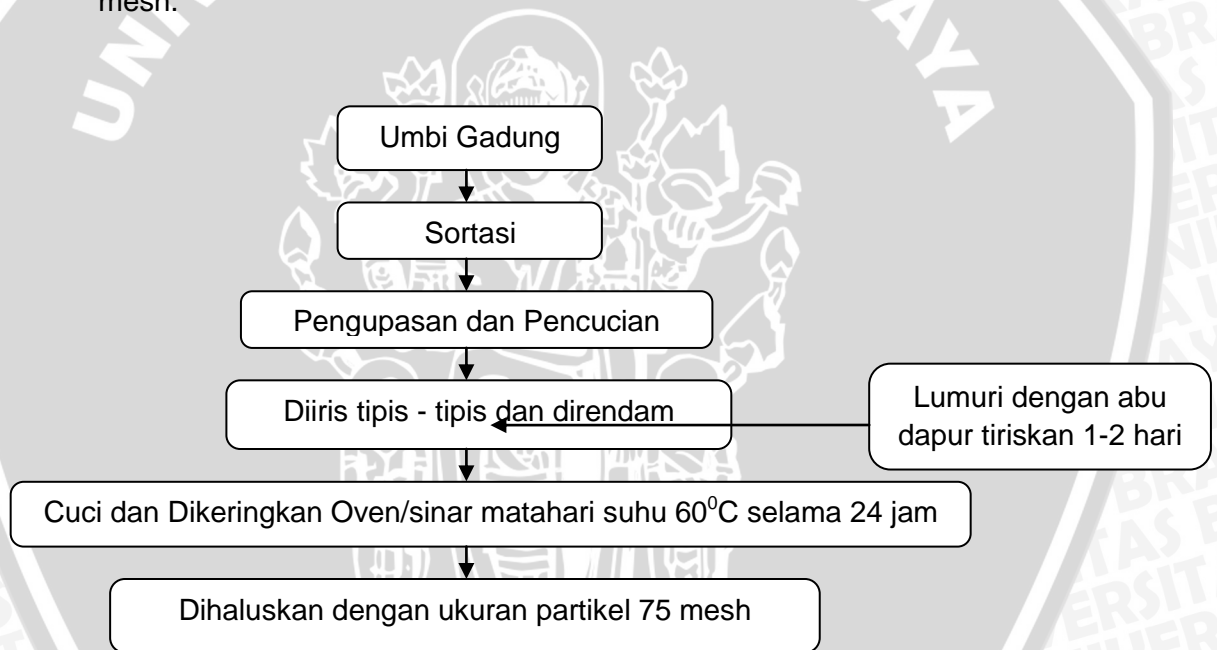 mesh.
Umbi Gadung
Sortasi
Pengupasan dan Pencucian
Diiris tipis - tipis dan direndam
Lumuri dengan abu
dapur tiriskan 1-2 hari
Cuci dan Dikeringkan Oven/sinar matahari suhu 60⁰C selama 24 jam
Dihaluskan dengan ukuran partikel 75 mesh